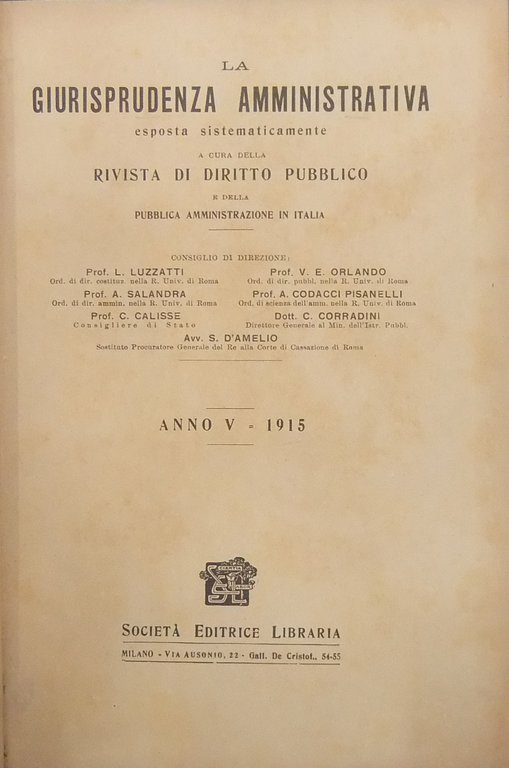 LA
GIURISPRUDENZA AMMINISTRATIVA
esposta sistematicamente
A CURA DELLA
RIVISTA DI DIRITTO PUBBLICO
E DELLA
PUBBLICA AMMINISTRAZIONE IN ITALIA
CONSIGLIO DI DIREZIONE:
Prof. L. LUZZATTI
Ord. di dir. costituz. nella R. Univ. di Roma
Prof. V. E. ORLANDO
Ord. di dir. pubbl. nella R. Univ. di Roma
Prof. A. SALANDRA
Ord. di dir. ammin. nella R. Univ. di Roma
Prof. A. CODACCI PISANELLI
Ord. di scienza dell'amm. nella R. Univ. di Roma
Prof. C. CALISSE
Consigliere di Stato
Dott. C. CORRADINI
Direttore Generale al Min. dell'Istr. Pubbl.
Avv. S. D'AMELIO
Sostituto Procuratore Generale del Re alla Corte di Cassazione di Roma
ANNO V - 1915
SOCIETÀ EDITRICE LIBRARIA
MILANO - VIA AUSONIO, 22 - Gall. De Cristof., 54-55